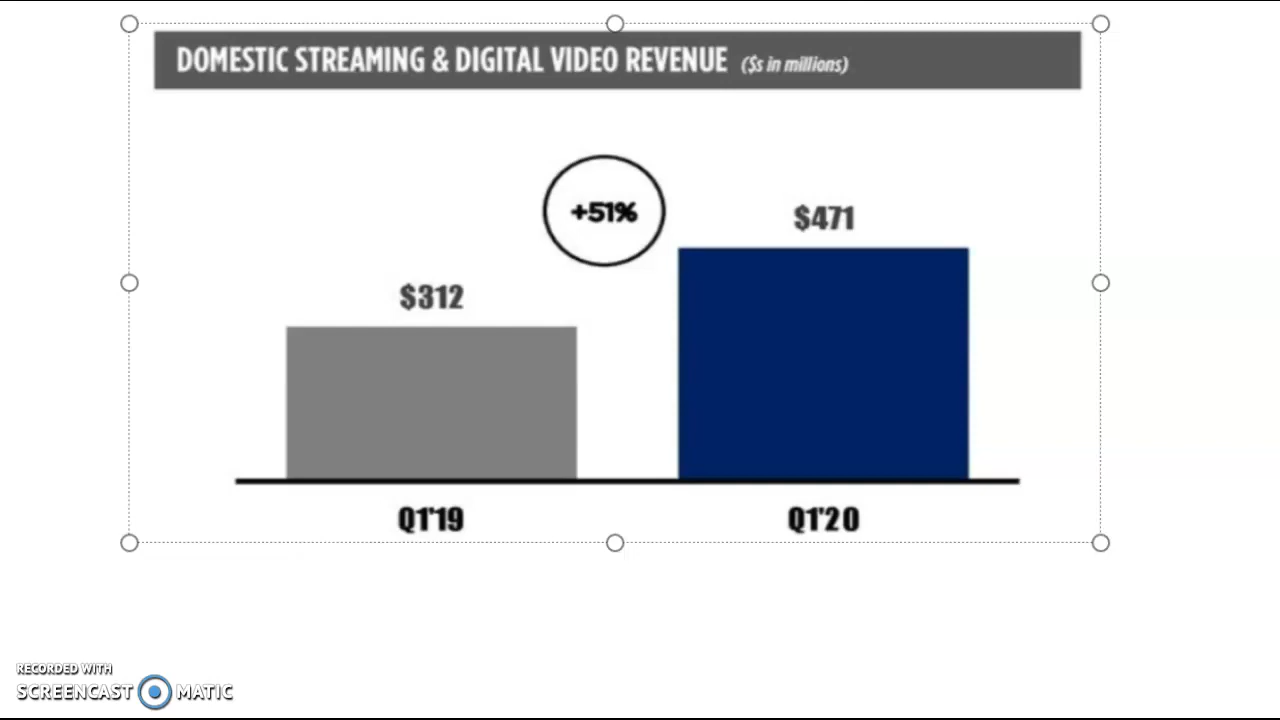 DOMESTIC STREAMING & DIGITAL VIDEO REVENUE ($s in millions)
+51%
$471
$312
Q1'19 Q1'20
RECORDED WITH
SCREENCAST MATIC